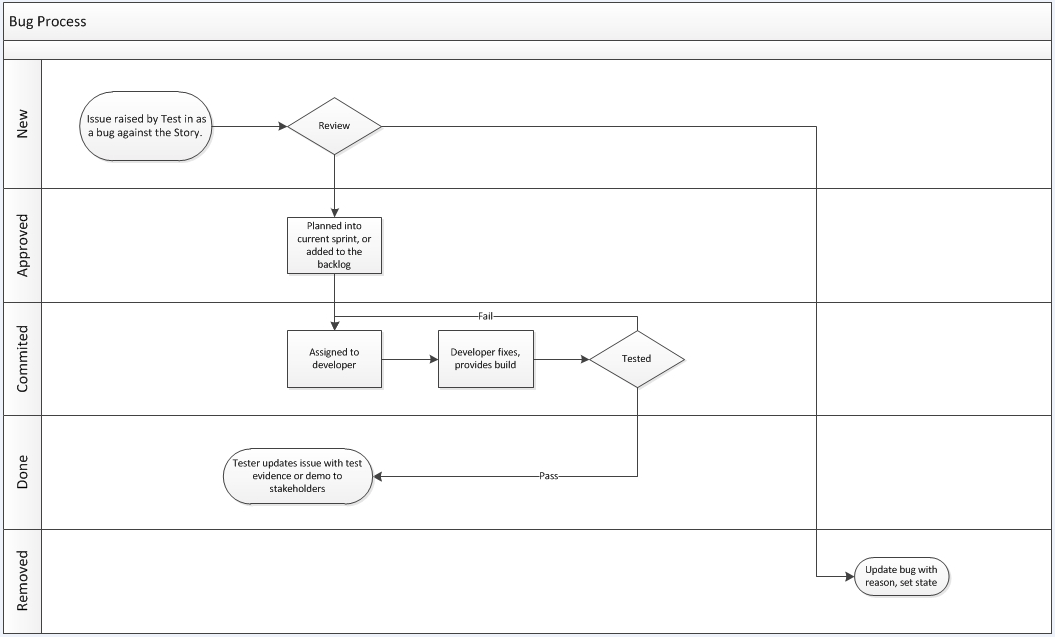 Bug Process
New
Issue raised by Test in as
a bug against the Story.
Review
Approved
Planned into
current sprint, or
added to the
backlog
Commited
Fail
Assigned to
developer
Developer fixes,
provides build
Tested
Done
Tester updates issue with test
evidence or demo to
stakeholders
Pass
Removed
Update bug with
reason, set state